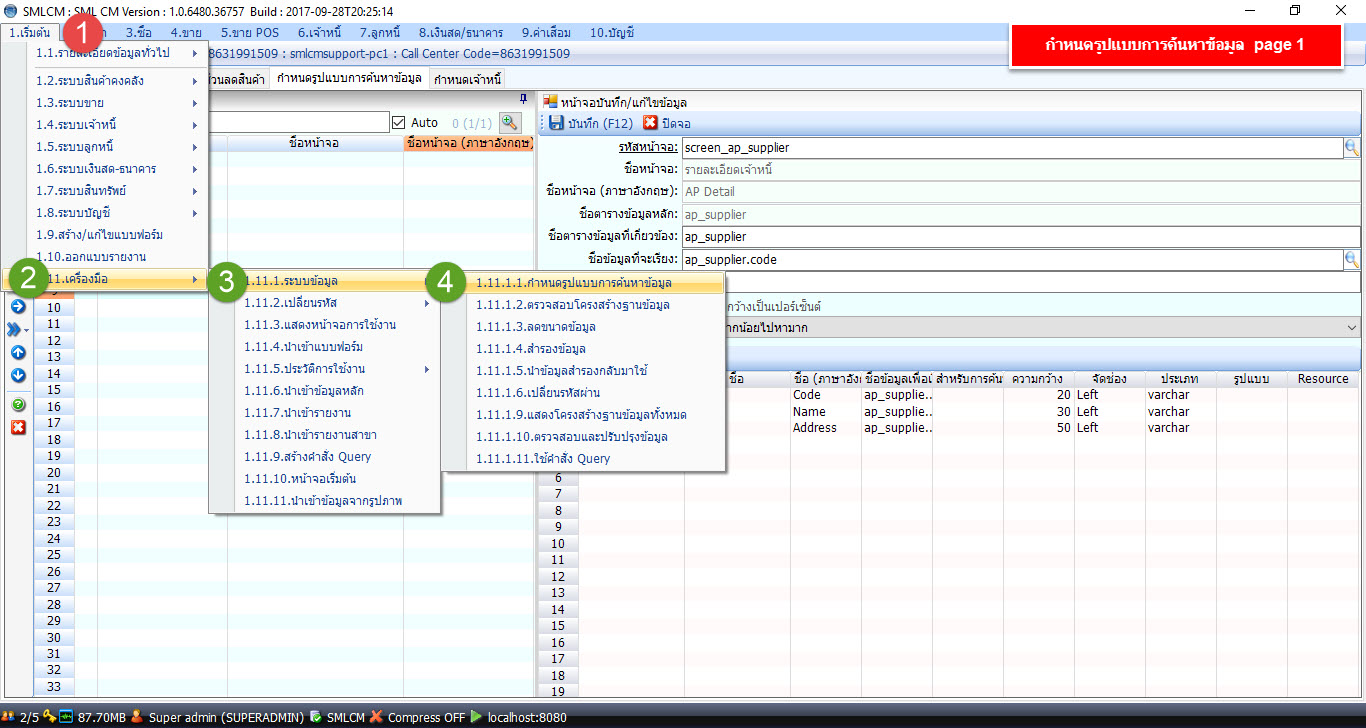 SMLCM : SML CM Version : 1.0.6480.36757 Build : 2017-09-28T20:25:14
1.เริ่มต้น
1
3.ซื้อ 4.ขาย 5.ขาย POS 6.เจ้าหนี้ 7.ลูกหนี้ 8.เงินสด/ธนาคาร 9.ค่าเสื่อม 10.บัญชี
กำหนดรูปแบบการค้นหาข้อมูล page 1
8631991509 : smlcmsupport-pc1 : Call Center Code=8631991509
ส่วนลดสินค้า กำหนดรูปแบบการค้นหาข้อมูล กำหนดเจ้าหนี้
1.1.รายละเอียดข้อมูลทั่วไป
1.2.ระบบสินค้าคงคลัง
1.3.ระบบขาย
1.4.ระบบเจ้าหนี้
1.5.ระบบลูกหนี้
1.6.ระบบเงินสด-ธนาคาร
1.7.ระบบสินทรัพย์
1.8.ระบบบัญชี
1.9.สร้าง/แก้ไขแบบฟอร์ม
1.10.ออกแบบรายงาน
2 11.เครื่องมือ
3 1.11.1.ระบบข้อมูล
1.11.2.เปลี่ยนรหัส
1.11.3.แสดงหน้าจอการใช้งาน
1.11.4.นำเข้าแบบฟอร์ม
1.11.5.ประวัติการใช้งาน
1.11.6.นำเข้าข้อมูลหลัก
1.11.7.นำเข้ารายงาน
1.11.8.นำเข้ารายงานสาขา
1.11.9.สร้างคำสั่ง Query
1.11.10.หน้าจอเริ่มต้น
1.11.11.นำเข้าข้อมูลจากรูปภาพ
4 1.11.1.1.กำหนดรูปแบบการค้นหาข้อมูล
1.11.1.2.ตรวจสอบโครงสร้างฐานข้อมูล
1.11.1.3.ลดขนาดข้อมูล
1.11.1.4.สำรองข้อมูล
1.11.1.5.นำข้อมูลสำรองกลับมาใช้
1.11.1.6.เปลี่ยนรหัสผ่าน
1.11.1.9.แสดงโครงสร้างฐานข้อมูลทั้งหมด
1.11.1.10.ตรวจสอบและปรับปรุงข้อมูล
1.11.1.11.ใช้คำสั่ง Query
Auto 0 (1/1)
ชื่อหน้าจอ ชื่อหน้าจอ (ภาษาอังกฤษ)
10
11
12
13
14
15
16
17
18
19
20
21
22
23
24
25
26
27
28
29
30
31
32
33
หน้าจอบันทึก/แก้ไขข้อมูล
บันทึก (F12) ปิดจอ
รหัสหน้าจอ: screen_ap_supplier
ชื่อหน้าจอ: รายละเอียดเจ้าหนี้
ชื่อหน้าจอ (ภาษาอังกฤษ): AP Detail
ชื่อตารางข้อมูลหลัก: ap_supplier
ชื่อตารางข้อมูลที่เกี่ยวข้อง: ap_supplier
ชื่อข้อมูลที่จะเรียง: ap_supplier.code
กว้างเป็นเปอร์เซ็นต์
ากน้อยไปหามาก
ชื่อ ชื่อ (ภาษาอัง ชื่อข้อมูลเพื่อเ สำหรับการค้น ความกว้าง จัดช่อง ประเภท รูปแบบ Resource
Code ap_supplie.. 20 Left varchar
Name ap_supplie.. 30 Left varchar
Address ap_supplie.. 50 Left varchar
6
7
8
9
10
11
12
13
14
15
16
17
18
19
2/5 87.70MB Super admin (SUPERADMIN) SMLCM Compress OFF localhost:8080